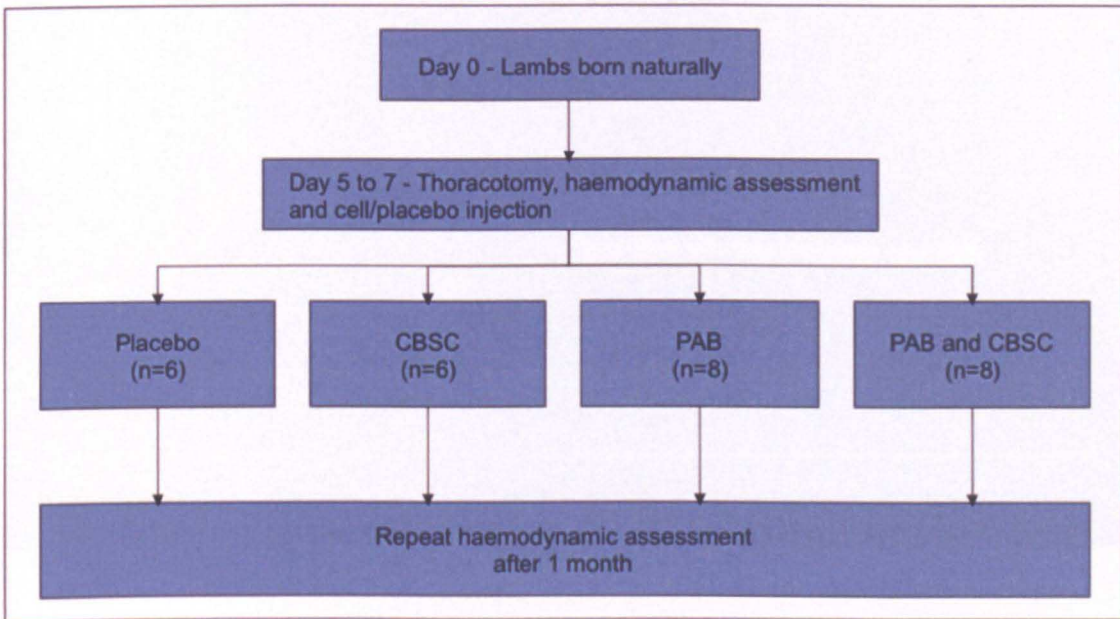 Day 0 - Lambs born naturally
Day 5 to 7 - Thoracotomy, haemodynamic assessment
and cell/placebo injection
Placebo
(n=6)
CBSC
(n=6)
PAB
(n=8)
PAB and CBSC
(n=8)
Repeat haemodynamic assessment
after 1 month